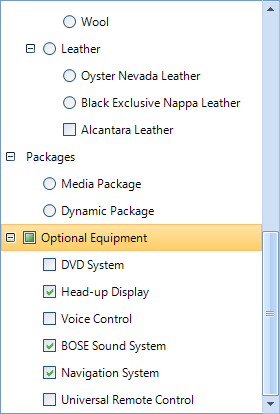 Wool
Leather
Oyster Nevada Leather
Black Exclusive Nappa Leather
Alcantara Leather
Packages
Media Package
Dynamic Package
Optional Equipment
DVD System
Head-up Display
Voice Control
BOSE Sound System
Navigation System
Universal Remote Control